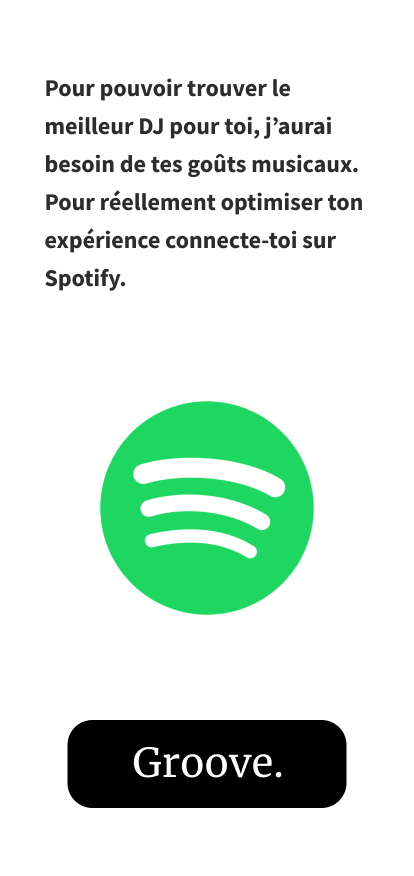 Pour pouvoir trouver le
meilleur DJ pour toi, j’aurai
besoin de tes goûts musicaux.
Pour réellement optimiser ton
expérience connecte-toi sur
Spotify.
Groove.